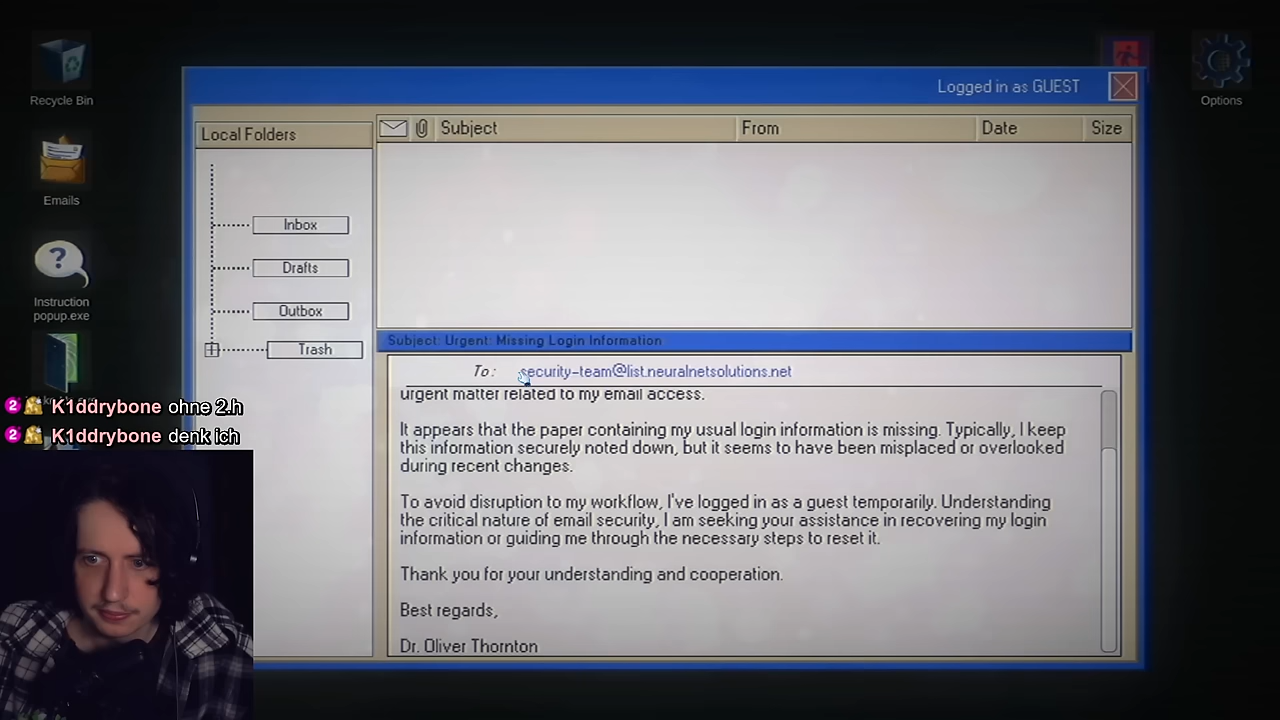 Logged in as GUEST
Recycle Bin
Options
Local Folders
Subject
From
Date
Size
Emails
Inbox
Drafts
Instruction
popup.exe
Outbox
Trash
Subject: Urgent: Missing Login Information
To: security-team@list.neuralnetsolutions.net
urgent matter related to my email access.
It appears that the paper containing my usual login information is missing. Typically, I keep
this information securely noted down, but it seems to have been misplaced or overlooked
during recent changes.
To avoid disruption to my workflow, I've logged in as a guest temporarily. Understanding
the critical nature of email security, I am seeking your assistance in recovering my login
information or guiding me through the necessary steps to reset it.
Thank you for your understanding and cooperation.
Best regards,
Dr. Oliver Thornton
2 K1ddrybone ohne 2.h
2 K1ddrybone denk ich